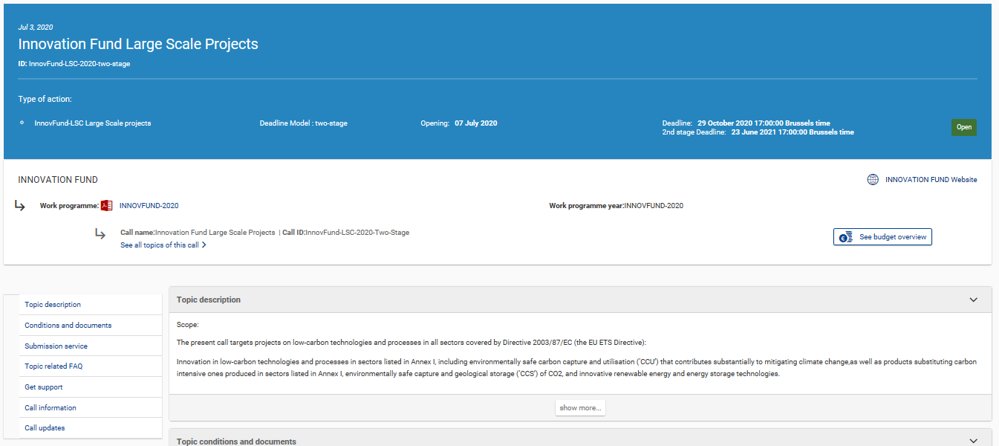 Jul 3, 2020
Innovation Fund Large Scale Projects
ID: InnovFund-LSC-2020-two-stage
Type of action:
InnovFund-LSC Large Scale projects
Deadline Model : two-stage
Opening: 07 July 2020
Deadline: 29 October 2020 17:00:00 Brussels time
2nd stage Deadline: 23 June 2021 17:00:00 Brussels time
Open
INNOVATION FUND
INNOVATION FUND Website
Work programme: INNOVFUND-2020
Work programme year:INNOVFUND-2020
Call name:Innovation Fund Large Scale Projects | Call ID:InnovFund-LSC-2020-Two-Stage
See all topics of this call
See budget overview
Topic description
Conditions and documents
Submission service
Topic related FAQ
Get support
Call information
Call updates
Topic description
Scope:
The present call targets projects on low-carbon technologies and processes in all sectors covered by Directive 2003/87/EC (the EU ETS Directive):
Innovation in low-carbon technologies and processes in sectors listed in Annex I, including environmentally safe carbon capture and utilisation ('CCU') that contributes substantially to mitigating climate change,as well as products substituting carbon
intensive ones produced in sectors listed in Annex I, environmentally safe capture and geological storage ('CCS') of CO2, and innovative renewable energy and energy storage technologies.
show more...
Topic conditions and documents